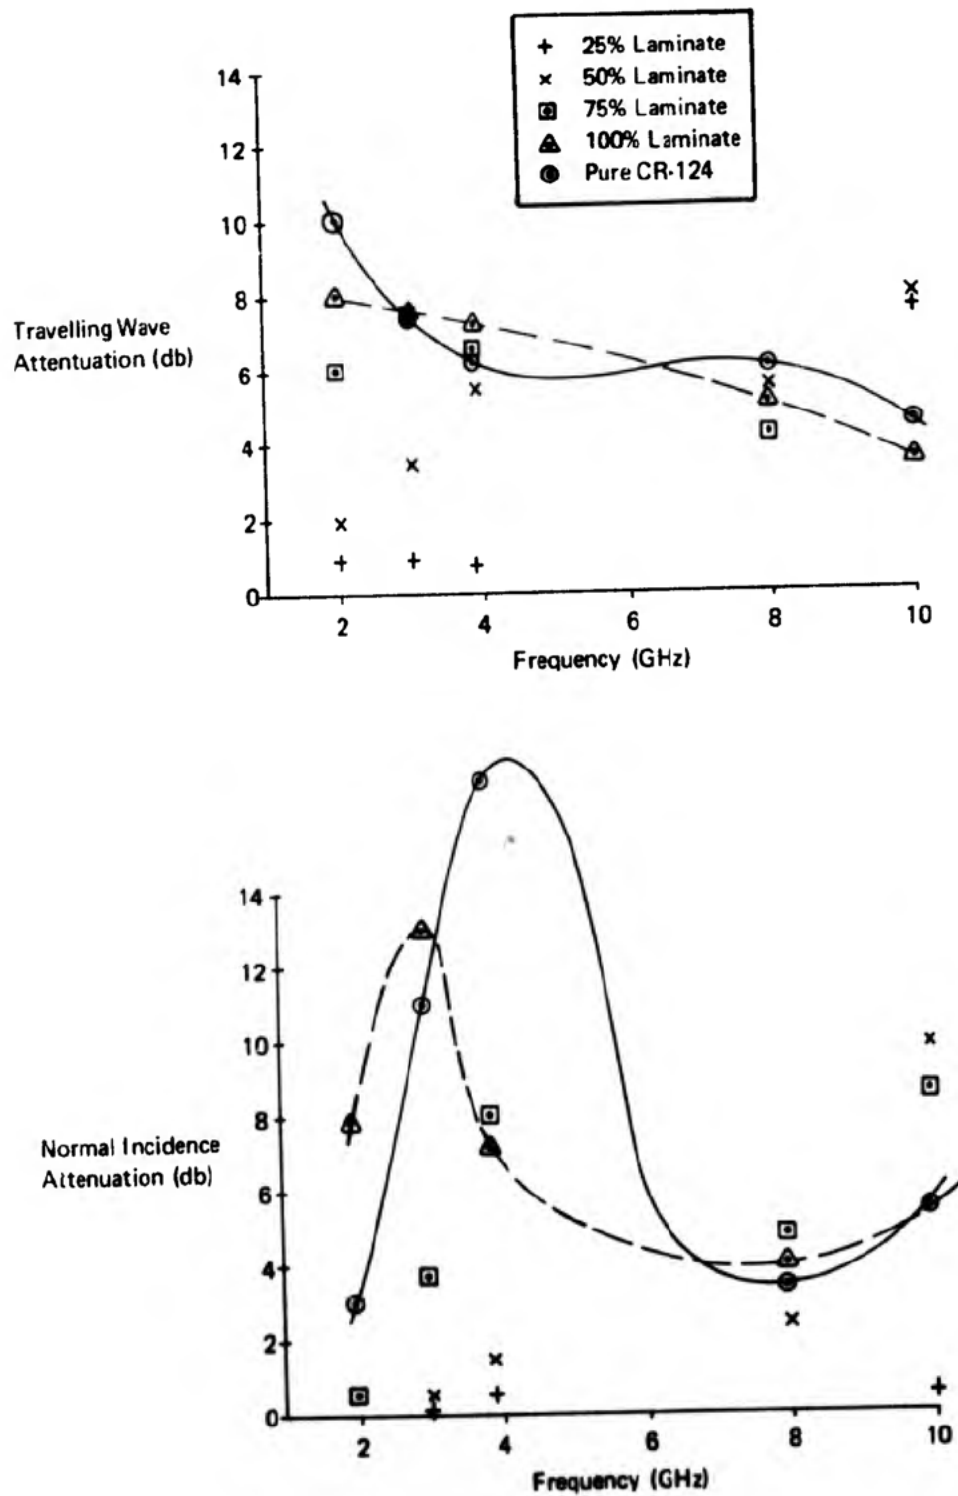 25% Laminate
50% Laminate
75% Laminate
100% Laminate
Pure CR-124
14
12
10
8
6
4
2
0
Travelling Wave
Attentuation (db)
2
4
6
8
10
Frequency (GHz)
14
12
10
8
6
4
2
0
Normal Incidence
Attenuation (db)
2
4
6
8
10
Frequency (GHz)